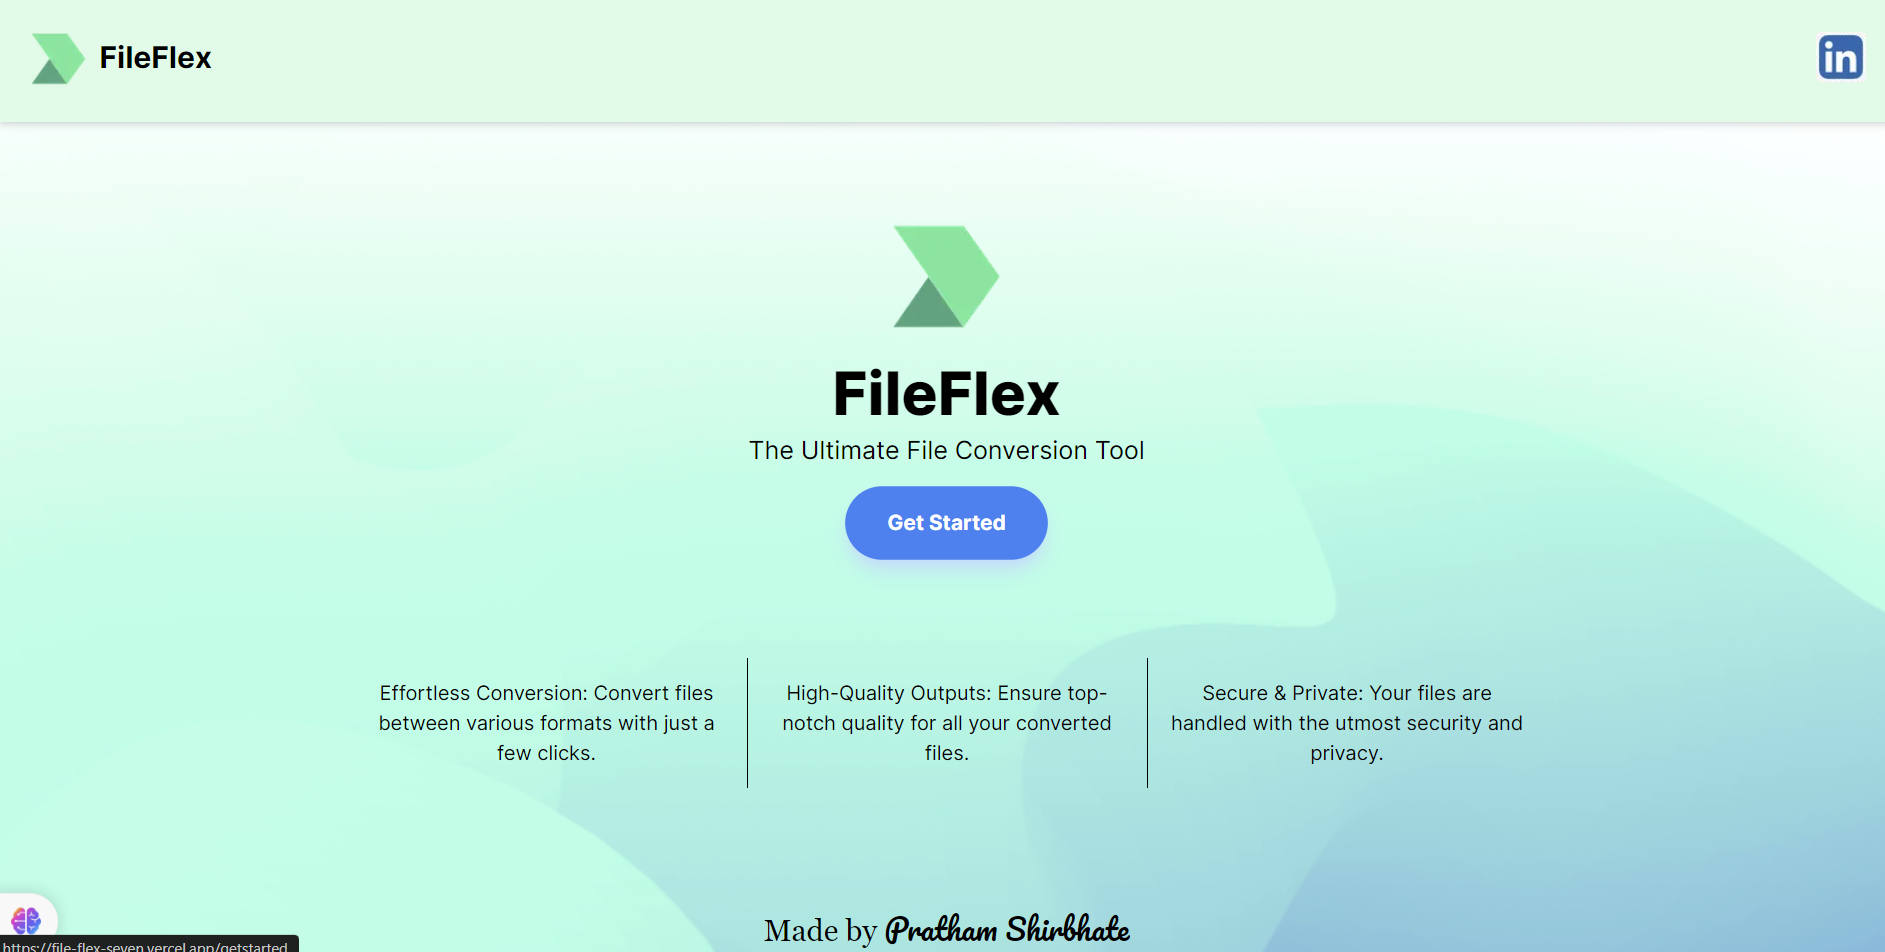 FileFlex
in
FileFlex
The Ultimate File Conversion Tool
Get Started
Effortless Conversion: Convert files
between various formats with just a
few clicks.
High-Quality Outputs: Ensure top-
notch quality for all your converted
files.
Secure & Private: Your files are
handled with the utmost security and
privacy.
Made by Pratham Shirbhate
https://file-flex-seven.vercel.app/getstarted